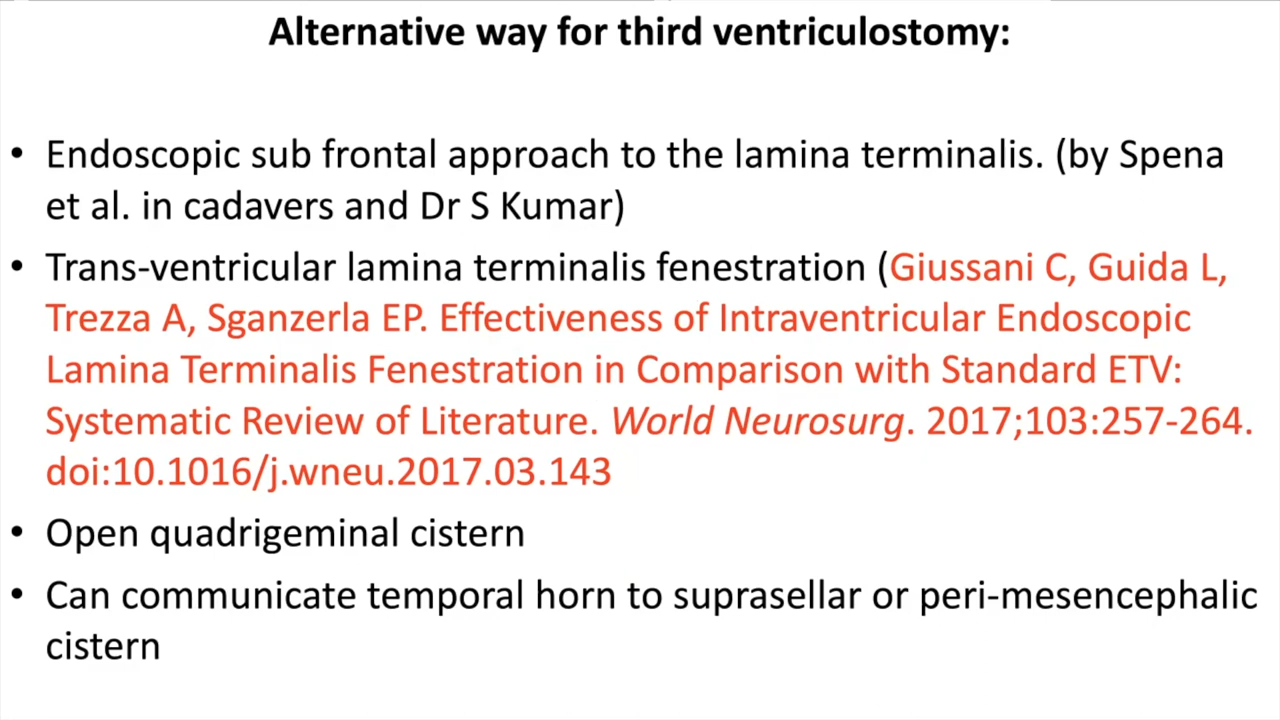 Alternative way for third ventriculostomy:
• Endoscopic sub frontal approach to the lamina terminalis. (by Spena
et al. in cadavers and Dr S Kumar)
• Trans-ventricular lamina terminalis fenestration (Giussani C, Guida L,
Trezza A, Sganzerla EP. Effectiveness of Intraventricular Endoscopic
Lamina Terminalis Fenestration in Comparison with Standard ETV:
Systematic Review of Literature. World Neurosurg. 2017;103:257-264.
doi:10.1016/j.wneu.2017.03.143
• Open quadrigeminal cistern
• Can communicate temporal horn to suprasellar or peri-mesencephalic
cistern